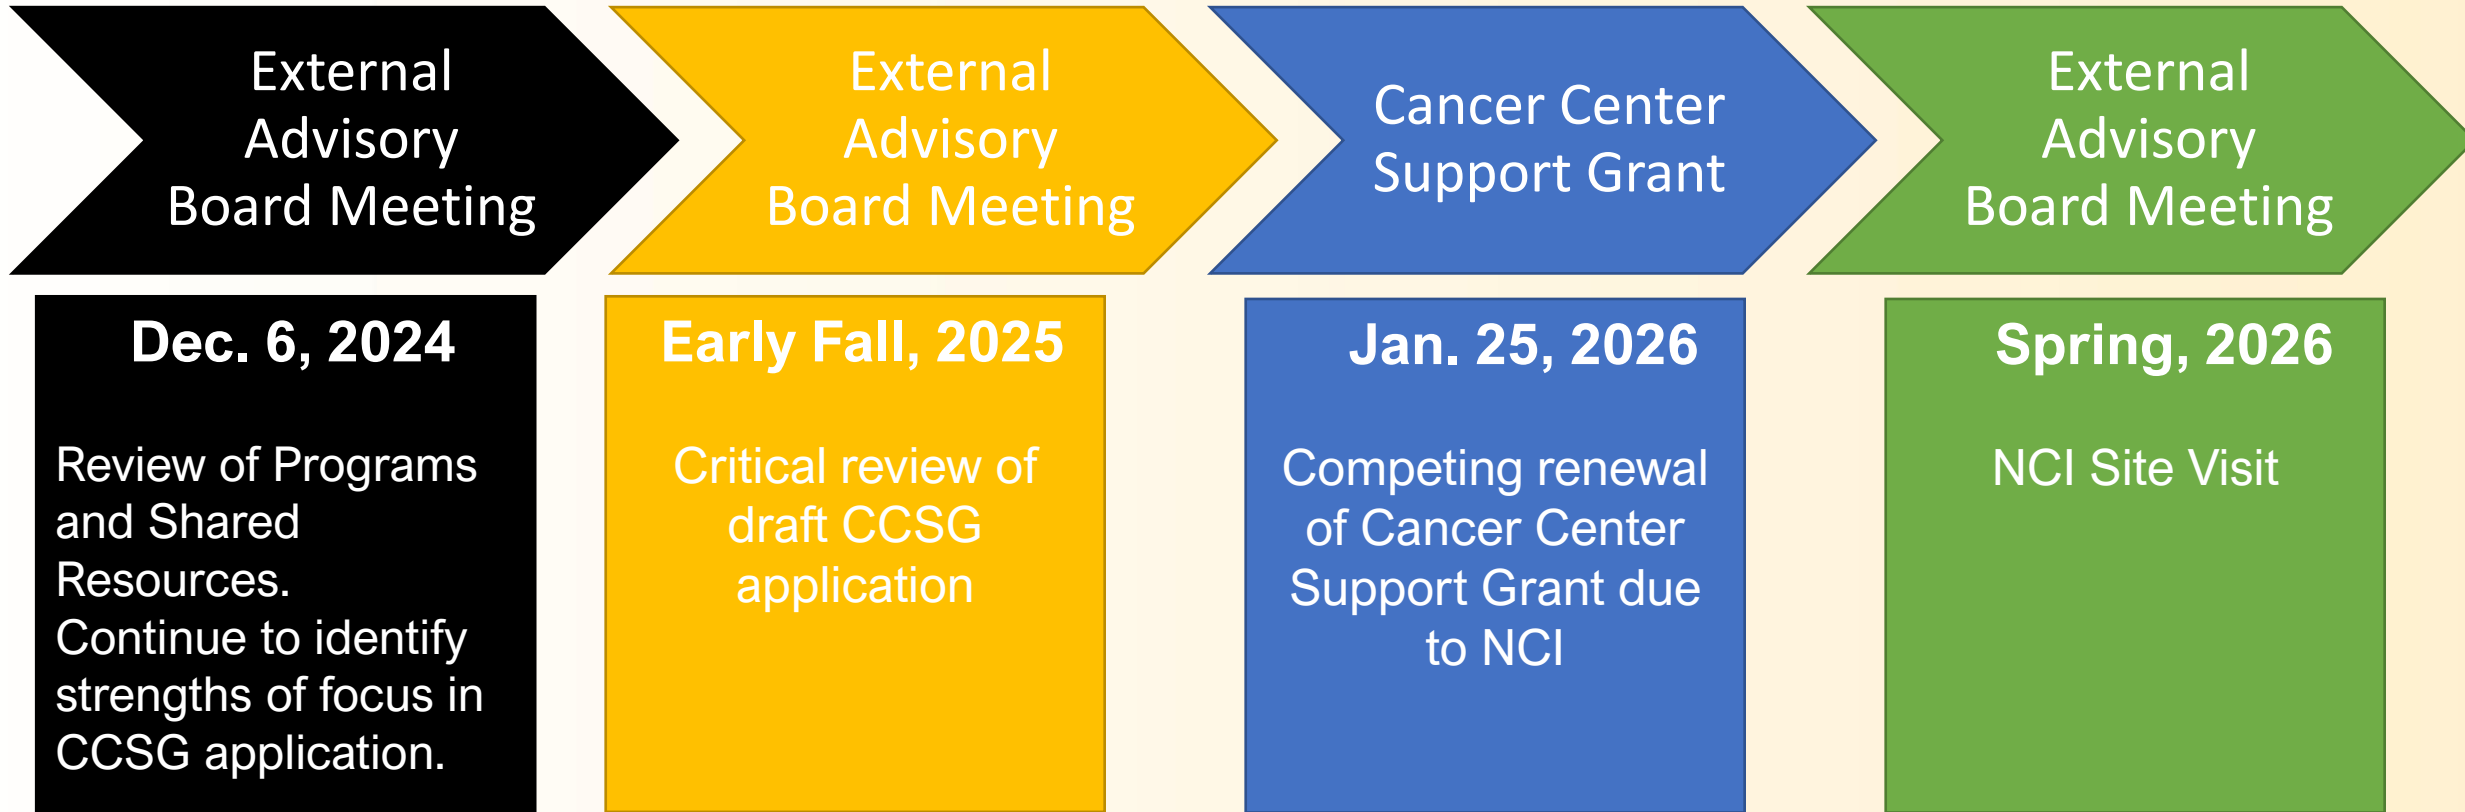 External
Advisory
Board Meeting
External
Advisory
Board Meeting
Cancer Center
Support Grant
External
Advisory
Board Meeting
Dec. 6, 2024
Review of Programs
and Shared
Resources.
Continue to identify
strengths of focus in
CCSG application.
Early Fall, 2025
Critical review of
draft CCSG
application
Jan. 25, 2026
Competing renewal
of Cancer Center
Support Grant due
to NCI
Spring, 2026
NCI Site Visit